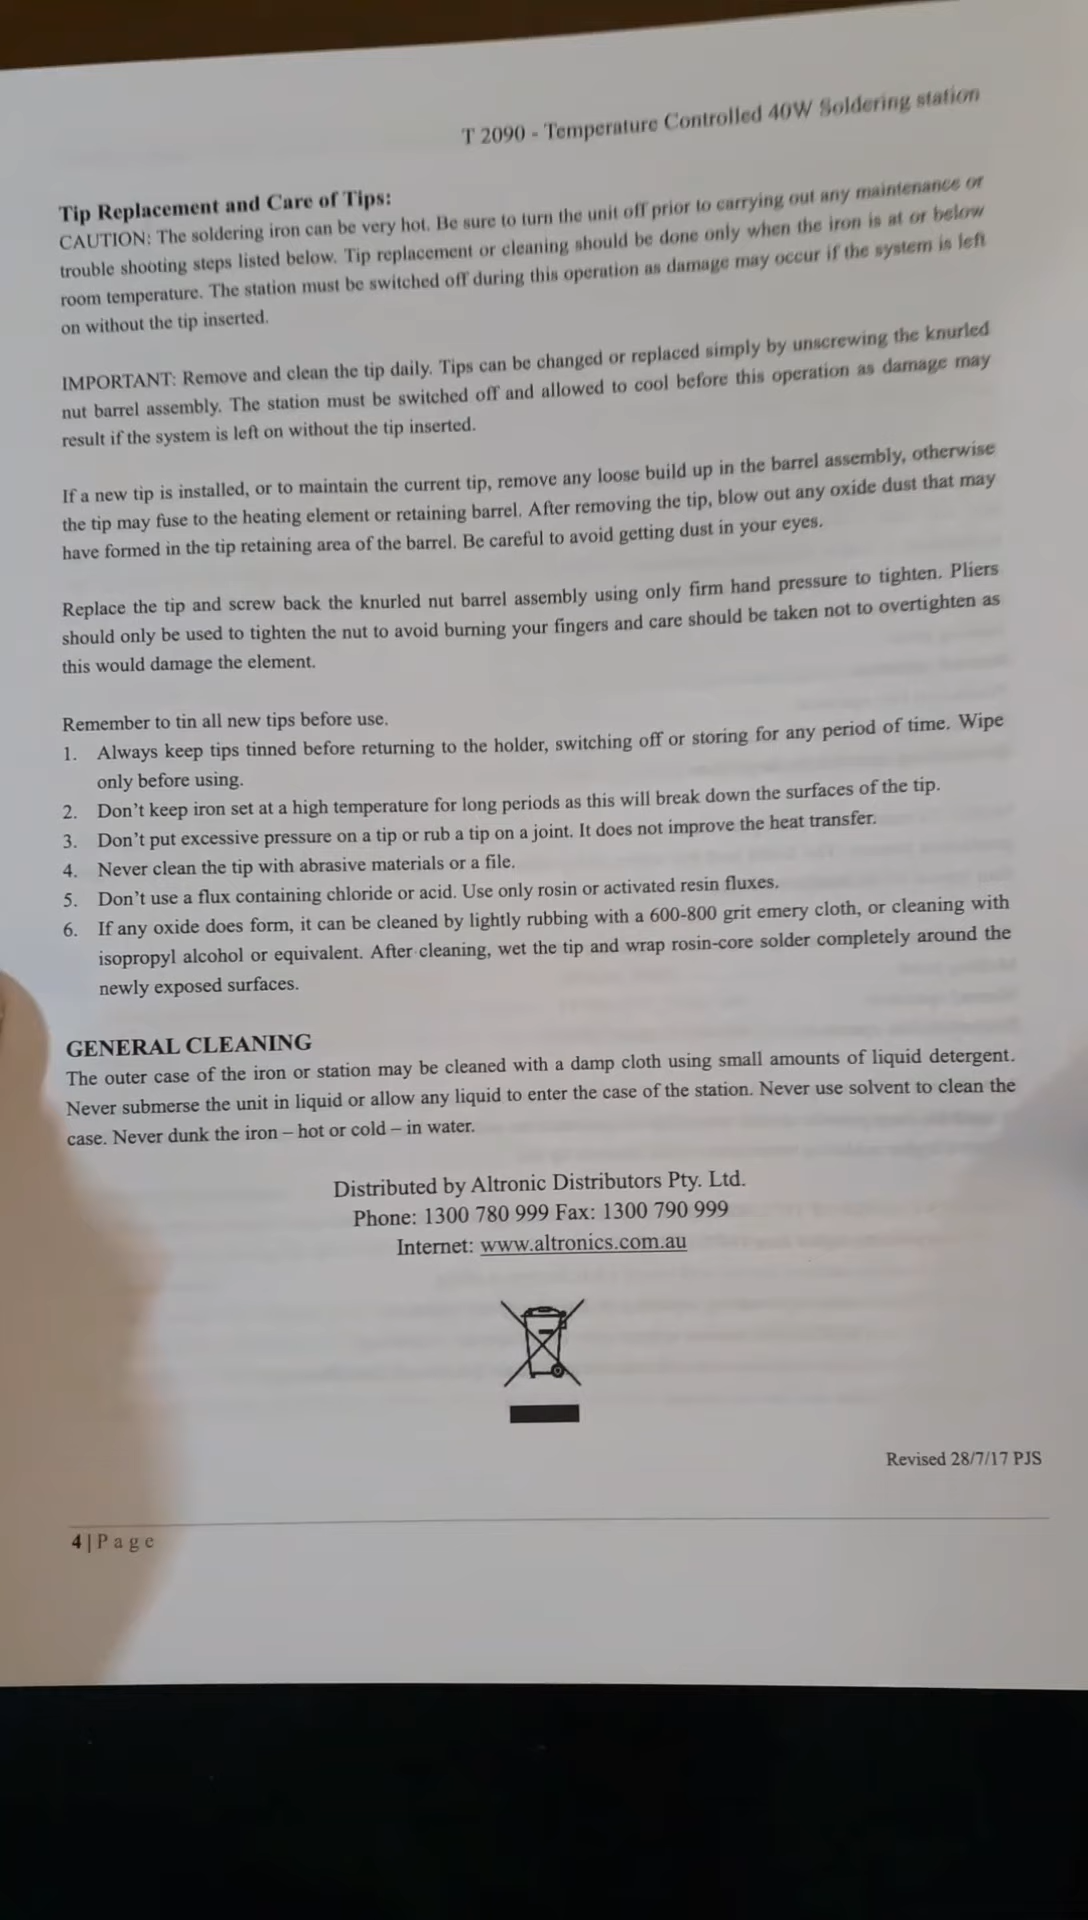 T 2090 - Temperature Controlled 40W Soldering station
Tip Replacement and Care of Tips:
CAUTION: The soldering iron can be very hot. Be sure to turn the unit off prior to carrying out any maintenance or
trouble shooting steps listed below. Tip replacement or cleaning should be done only when the iron is at or below
room temperature. The station must be switched off during this operation as damage may occur if the system is left
on without the tip inserted.
IMPORTANT: Remove and clean the tip daily. Tips can be changed or replaced simply by unscrewing the knurled
nut barrel assembly. The station must be switched off and allowed to cool before this operation as damage may
result if the system is left on without the tip inserted.
If a new tip is installed, or to maintain the current tip, remove any loose build up in the barrel assembly, otherwise
the tip may fuse to the heating element or retaining barrel. After removing the tip, blow out any oxide dust that may
have formed in the tip retaining area of the barrel. Be careful to avoid getting dust in your eyes.
Replace the tip and screw back the knurled nut barrel assembly using only firm hand pressure to tighten. Pliers
should only be used to tighten the nut to avoid burning your fingers and care should be taken not to overtighten as
this would damage the element.
Remember to tin all new tips before use.
1. Always keep tips tinned before returning to the holder, switching off or storing for any period of time. Wipe
only before using.
2. Don't keep iron set at a high temperature for long periods as this will break down the surfaces of the tip.
3. Don't put excessive pressure on a tip or rub a tip on a joint. It does not improve the heat transfer.
4. Never clean the tip with abrasive materials or a file.
5. Don't use a flux containing chloride or acid. Use only rosin or activated resin fluxes.
6. If any oxide does form, it can be cleaned by lightly rubbing with a 600-800 grit emery cloth, or cleaning with
isopropyl alcohol or equivalent. After cleaning, wet the tip and wrap rosin-core solder completely around the
newly exposed surfaces.
GENERAL CLEANING
The outer case of the iron or station may be cleaned with a damp cloth using small amounts of liquid detergent.
Never submerse the unit in liquid or allow any liquid to enter the case of the station. Never use solvent to clean the
case. Never dunk the iron – hot or cold – in water.
Distributed by Altronic Distributors Pty. Ltd.
Phone: 1300 780 999 Fax: 1300 790 999
Internet: www.altronics.com.au
Revised 28/7/17 PJS
4 | P a g e